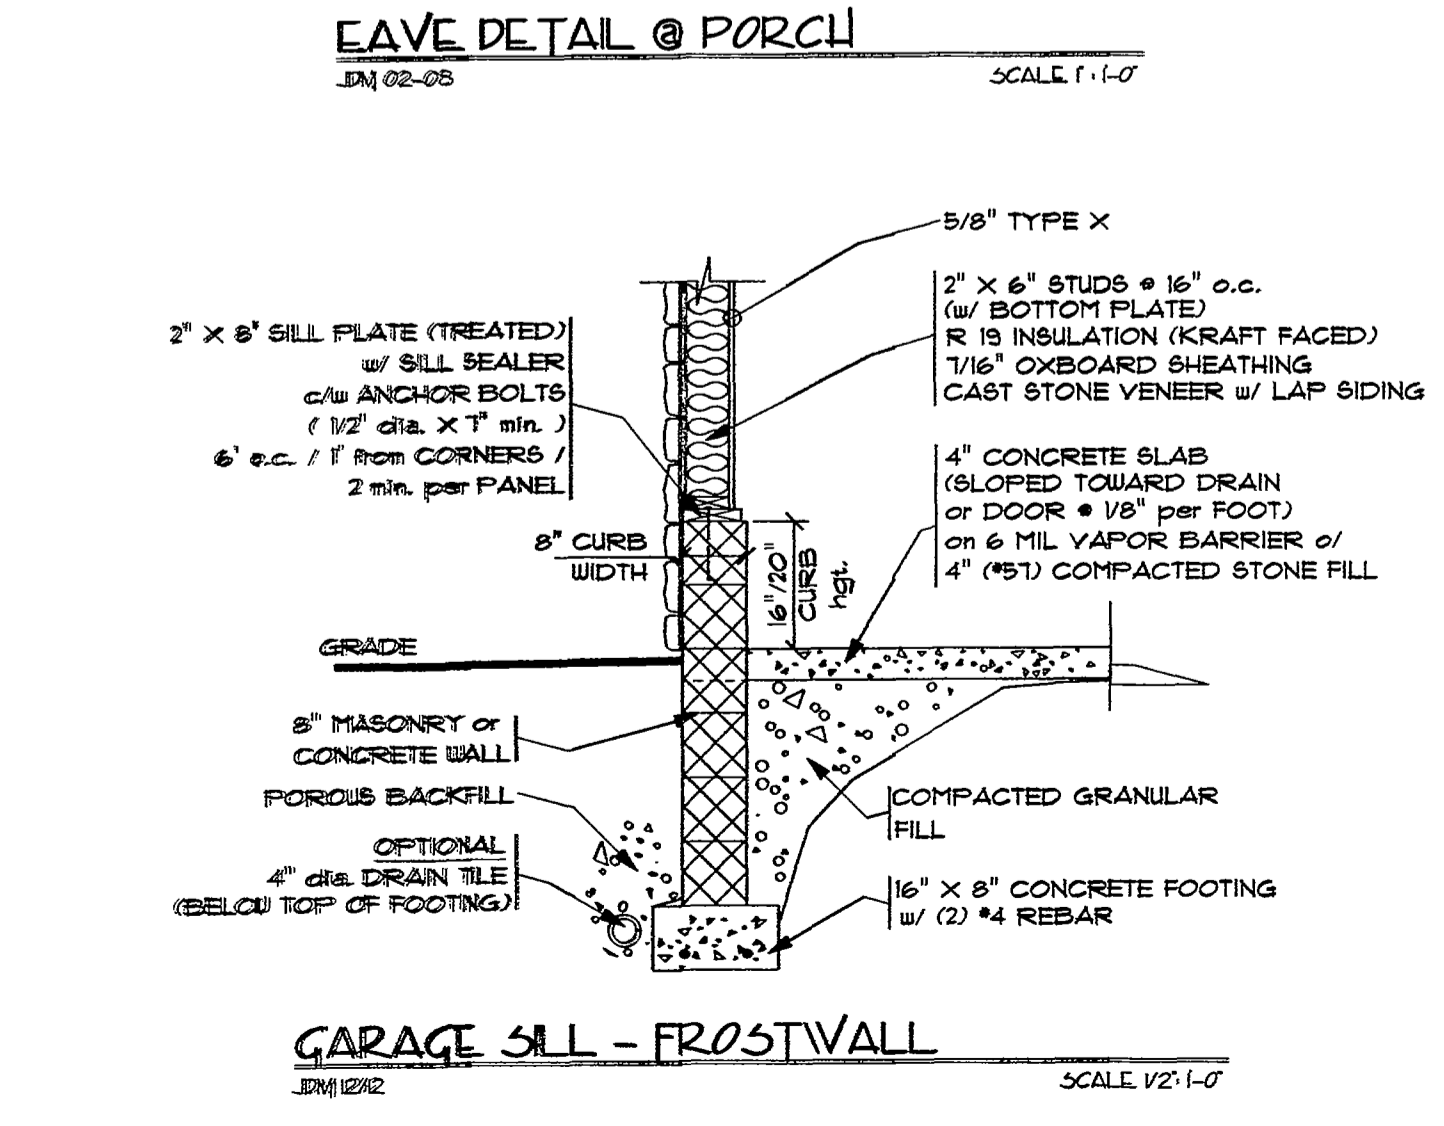 EAVE DETAIL @ PORCH
JDM 02-08
SCALE 1" : 1'-0"
5/8" TYPE X
2" X 6" STUDS @ 16" o.c.
(w/ BOTTOM PLATE)
R 19 INSULATION (KRAFT FACED)
7/16" OXBOARD SHEATHING
CAST STONE VENEER w/ LAP SIDING
2" X 8" SILL PLATE (TREATED)
w/ SILL SEALER
c/w ANCHOR BOLTS
( 1/2" dia. X 7" min. )
6' o.c. / 1' from CORNERS /
2 min. per PANEL
4" CONCRETE SLAB
(SLOPED TOWARD DRAIN
or DOOR @ 1/8" per FOOT)
on 6 MIL VAPOR BARRIER o/
4" (#57) COMPACTED STONE FILL
8" CURB
WIDTH
16"/20"
CURB
hgt.
GRADE
8" MASONRY or
CONCRETE WALL
POROUS BACKFILL
OPTIONAL
4" dia. DRAIN TILE
(BELOW TOP OF FOOTING)
COMPACTED GRANULAR
FILL
16" X 8" CONCRETE FOOTING
w/ (2) #4 REBAR
GARAGE SILL - FROSTWALL
JDM 12/12
SCALE 1/2" : 1'-0"